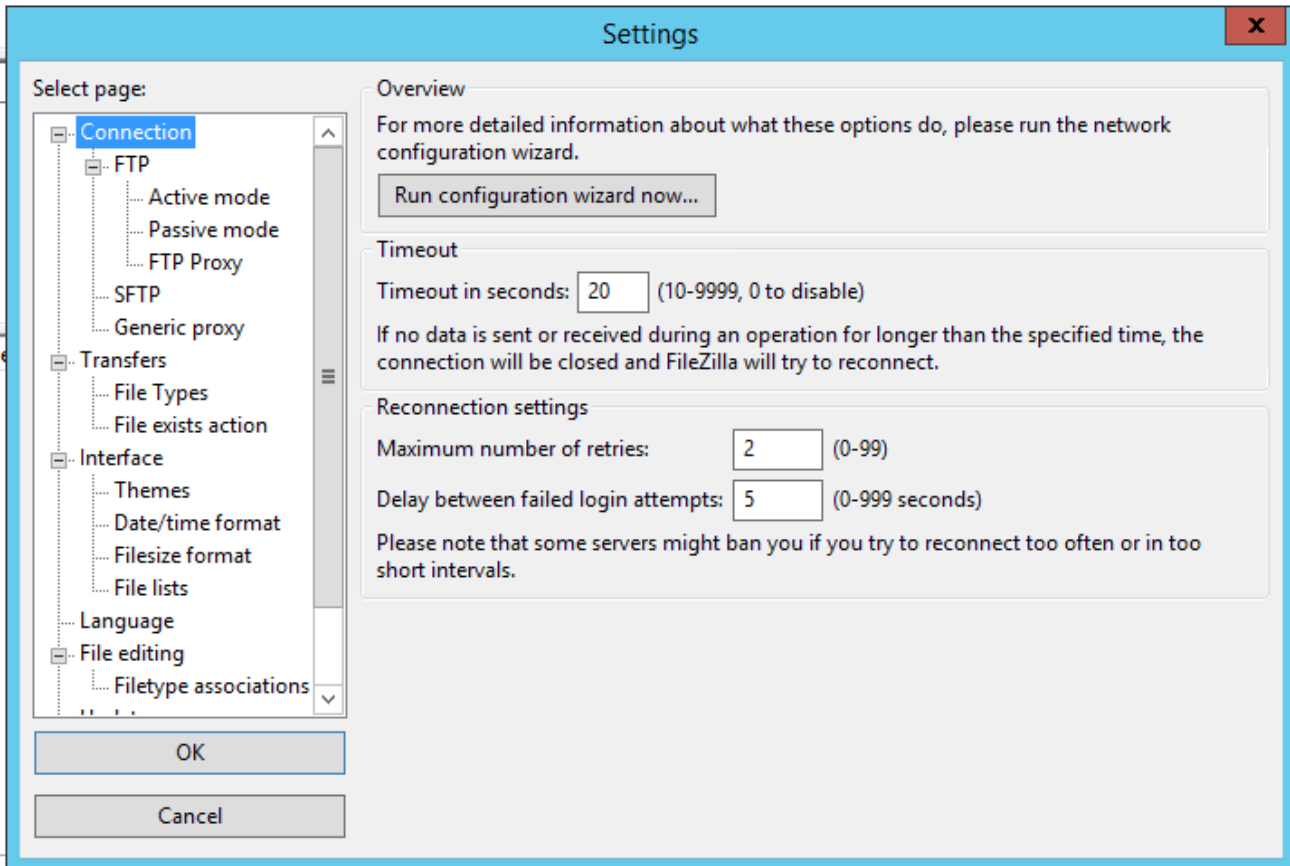 Settings
x
Select page:
Connection
FTP
Active mode
Passive mode
FTP Proxy
SFTP
Generic proxy
Transfers
File Types
File exists action
Interface
Themes
Date/time format
Filesize format
File lists
Language
File editing
Filetype associations
OK
Cancel
Overview
For more detailed information about what these options do, please run the network
configuration wizard.
Run configuration wizard now...
Timeout
Timeout in seconds: 20 (10-9999, 0 to disable)
If no data is sent or received during an operation for longer than the specified time, the
connection will be closed and FileZilla will try to reconnect.
Reconnection settings
Maximum number of retries: 2 (0-99)
Delay between failed login attempts: 5 (0-999 seconds)
Please note that some servers might ban you if you try to reconnect too often or in too
short intervals.